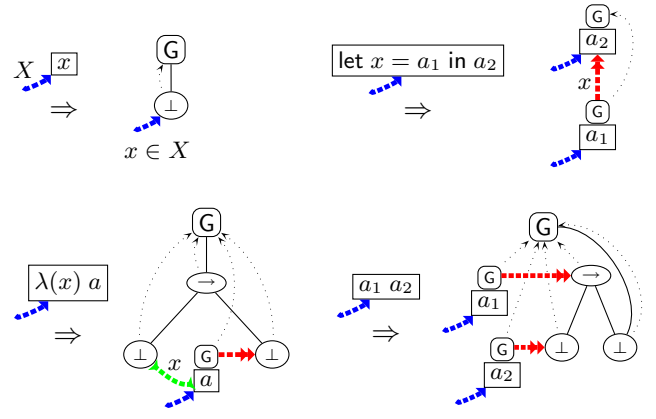 X x
⇒
G
⊥
x ∈ X
let x = a₁ in a₂
⇒
G
a₂
x
G
a₁
λ(x) a
⇒
G
→
⊥ x G ⊥
a
a₁ a₂
⇒
G
G →
a₁
G ⊥ ⊥
a₂